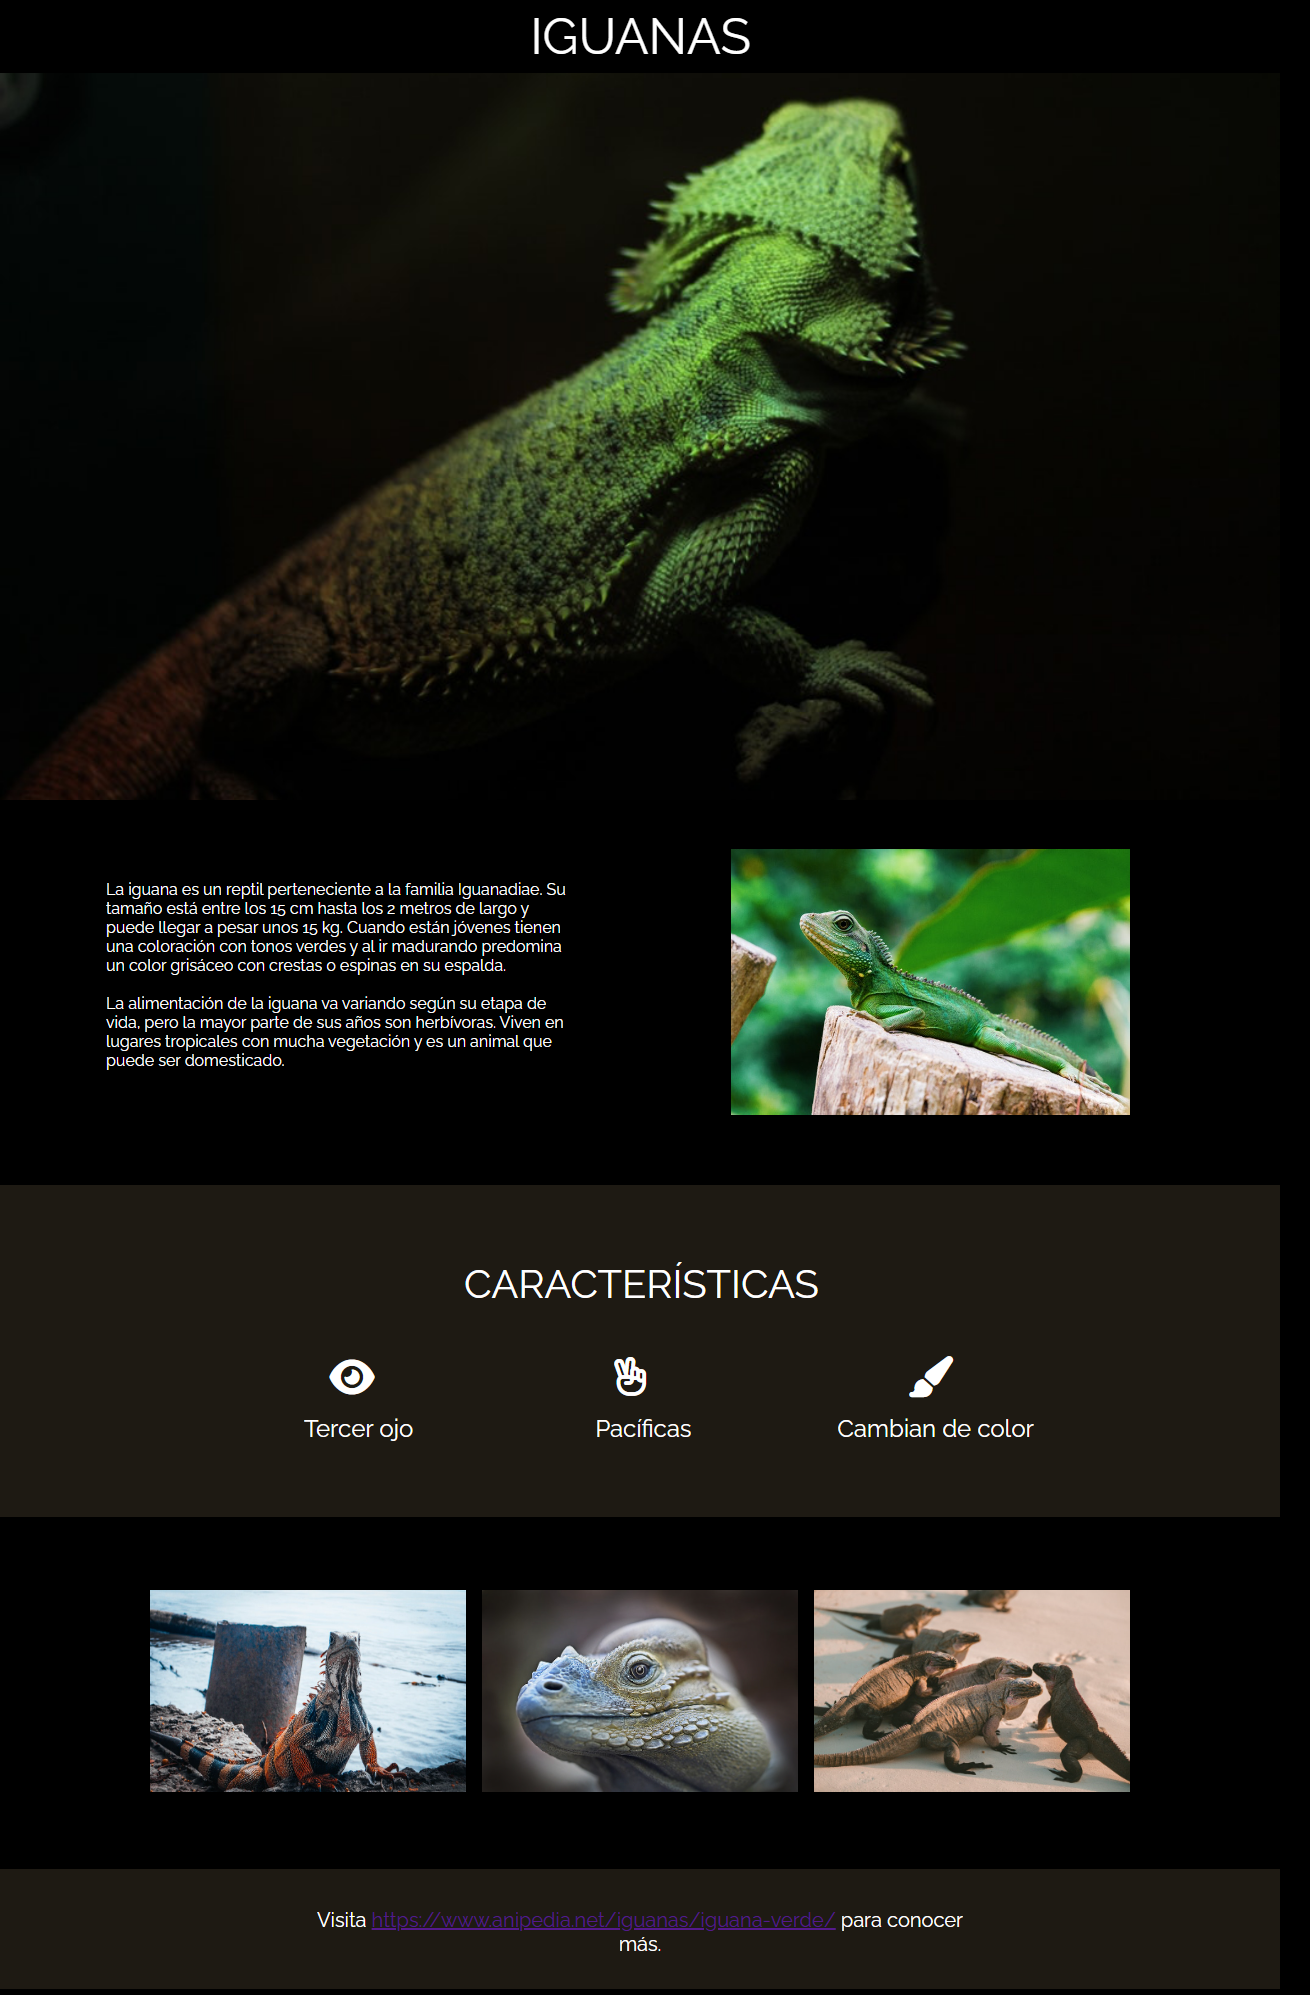 IGUANAS
La iguana es un reptil perteneciente a la familia Iguanadiae. Su
tamaño está entre los 15 cm hasta los 2 metros de largo y
puede llegar a pesar unos 15 kg. Cuando están jóvenes tienen
una coloración con tonos verdes y al ir madurando predomina
un color grisáceo con crestas o espinas en su espalda.
La alimentación de la iguana va variando según su etapa de
vida, pero la mayor parte de sus años son herbívoras. Viven en
lugares tropicales con mucha vegetación y es un animal que
puede ser domesticado.
CARACTERÍSTICAS
Tercer ojo
Pacíficas
Cambian de color
Visita https://www.anipedia.net/iguanas/iguana-verde/ para conocer
más.